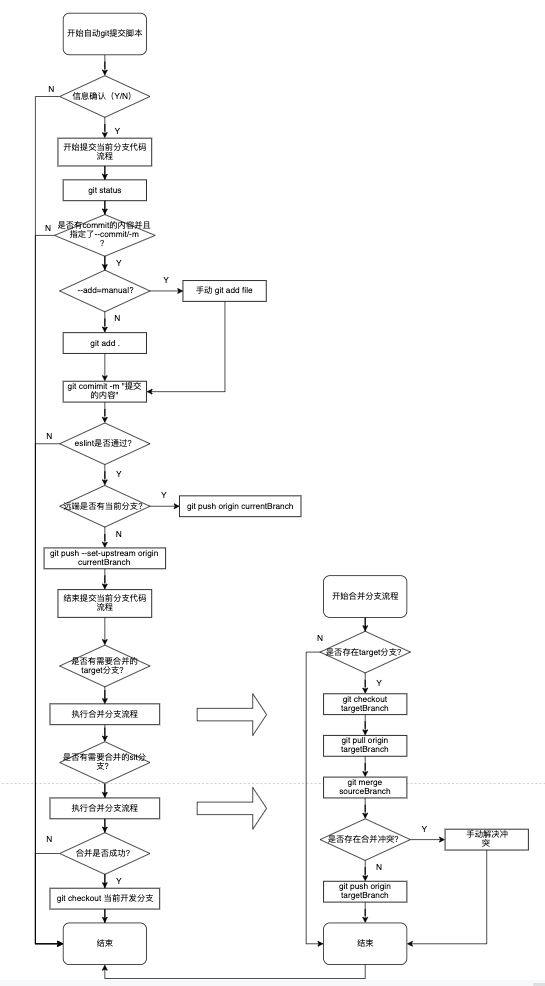 开始自动git提交脚本
N
信息确认（Y/N）
Y
开始提交当前分支代码
流程
git status
N
是否有commit的内容并且
指定了--commit/-m
？
Y
--add=manual?
Y
手动 git add file
N
git add .
git comimit -m "提交
的内容"
N
eslint是否通过？
Y
远端是否有当前分支？
Y
git push origin currentBranch
N
git push --set-upstream origin
currentBranch
结束提交当前分支代码
流程
是否有需要合并的
target分支？
执行合并分支流程
是否有需要合并的sit分
支？
执行合并分支流程
N
合并是否成功？
Y
git checkout 当前开发分支
结束
开始合并分支流程
N
是否存在target分支？
Y
git checkout
targetBranch
git pull origin
targetBranch
git merge
sourceBranch
是否存在合并冲突？
Y
手动解决冲
突
N
git push origin
targetBranch
结束